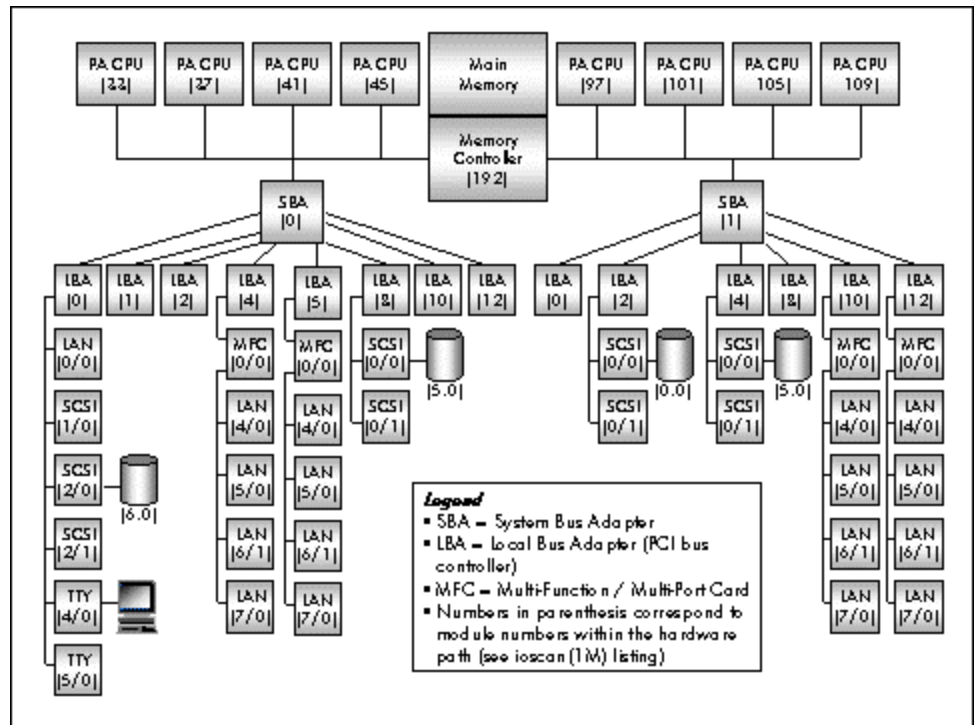 PA CPU
|33|
PA CPU
|37|
PA CPU
|41|
PA CPU
|45|
Main
Memory
PA CPU
|97|
PA CPU
|101|
PA CPU
105|
PA CPU
109|
Memory
Controller
|192|
SBA
|0|
SBA
|1|
LBA
|0|
LBA
|1|
LBA
|2|
LBA
|4|
LBA
|5|
LBA
|8|
LBA
|10|
LBA
|12|
LBA
|0|
LBA
|2|
LBA
|4|
LBA
|8|
LBA
|10|
LBA
|12|
LAN
|0/0|
MFC
|0/0|
MFC
|0/0|
SCSI
|0/0|
|5.0|
SCSI
|0/0|
|0.0|
SCSI
|0/0|
|5.0|
MFC
|0/0|
MFC
|0/0|
SCSI
|1/0|
LAN
|4/0|
LAN
|4/0|
SCSI
|0/1|
SCSI
|0/1|
SCSI
|0/1|
LAN
|4/0|
LAN
|4/0|
SCSI
|2/0|
|6.0|
LAN
|5/0|
LAN
|5/0|
LAN
|5/0|
LAN
|5/0|
SCSI
|2/1|
LAN
|6/1|
LAN
|6/1|
LAN
|6/1|
LAN
|6/1|
TTY
|4/0|
LAN
|7/0|
LAN
|7/0|
LAN
|7/0|
LAN
|7/0|
TTY
|5/0|
Legend
▪ SBA = System Bus Adapter
▪ LBA = Local Bus Adapter (PCI bus
controller)
▪ MFC = Multi-Function / Multi-Port Card
▪ Numbers in parenthesis correspond to
module numbers within the hardware
path (see ioscan(1M) listing)